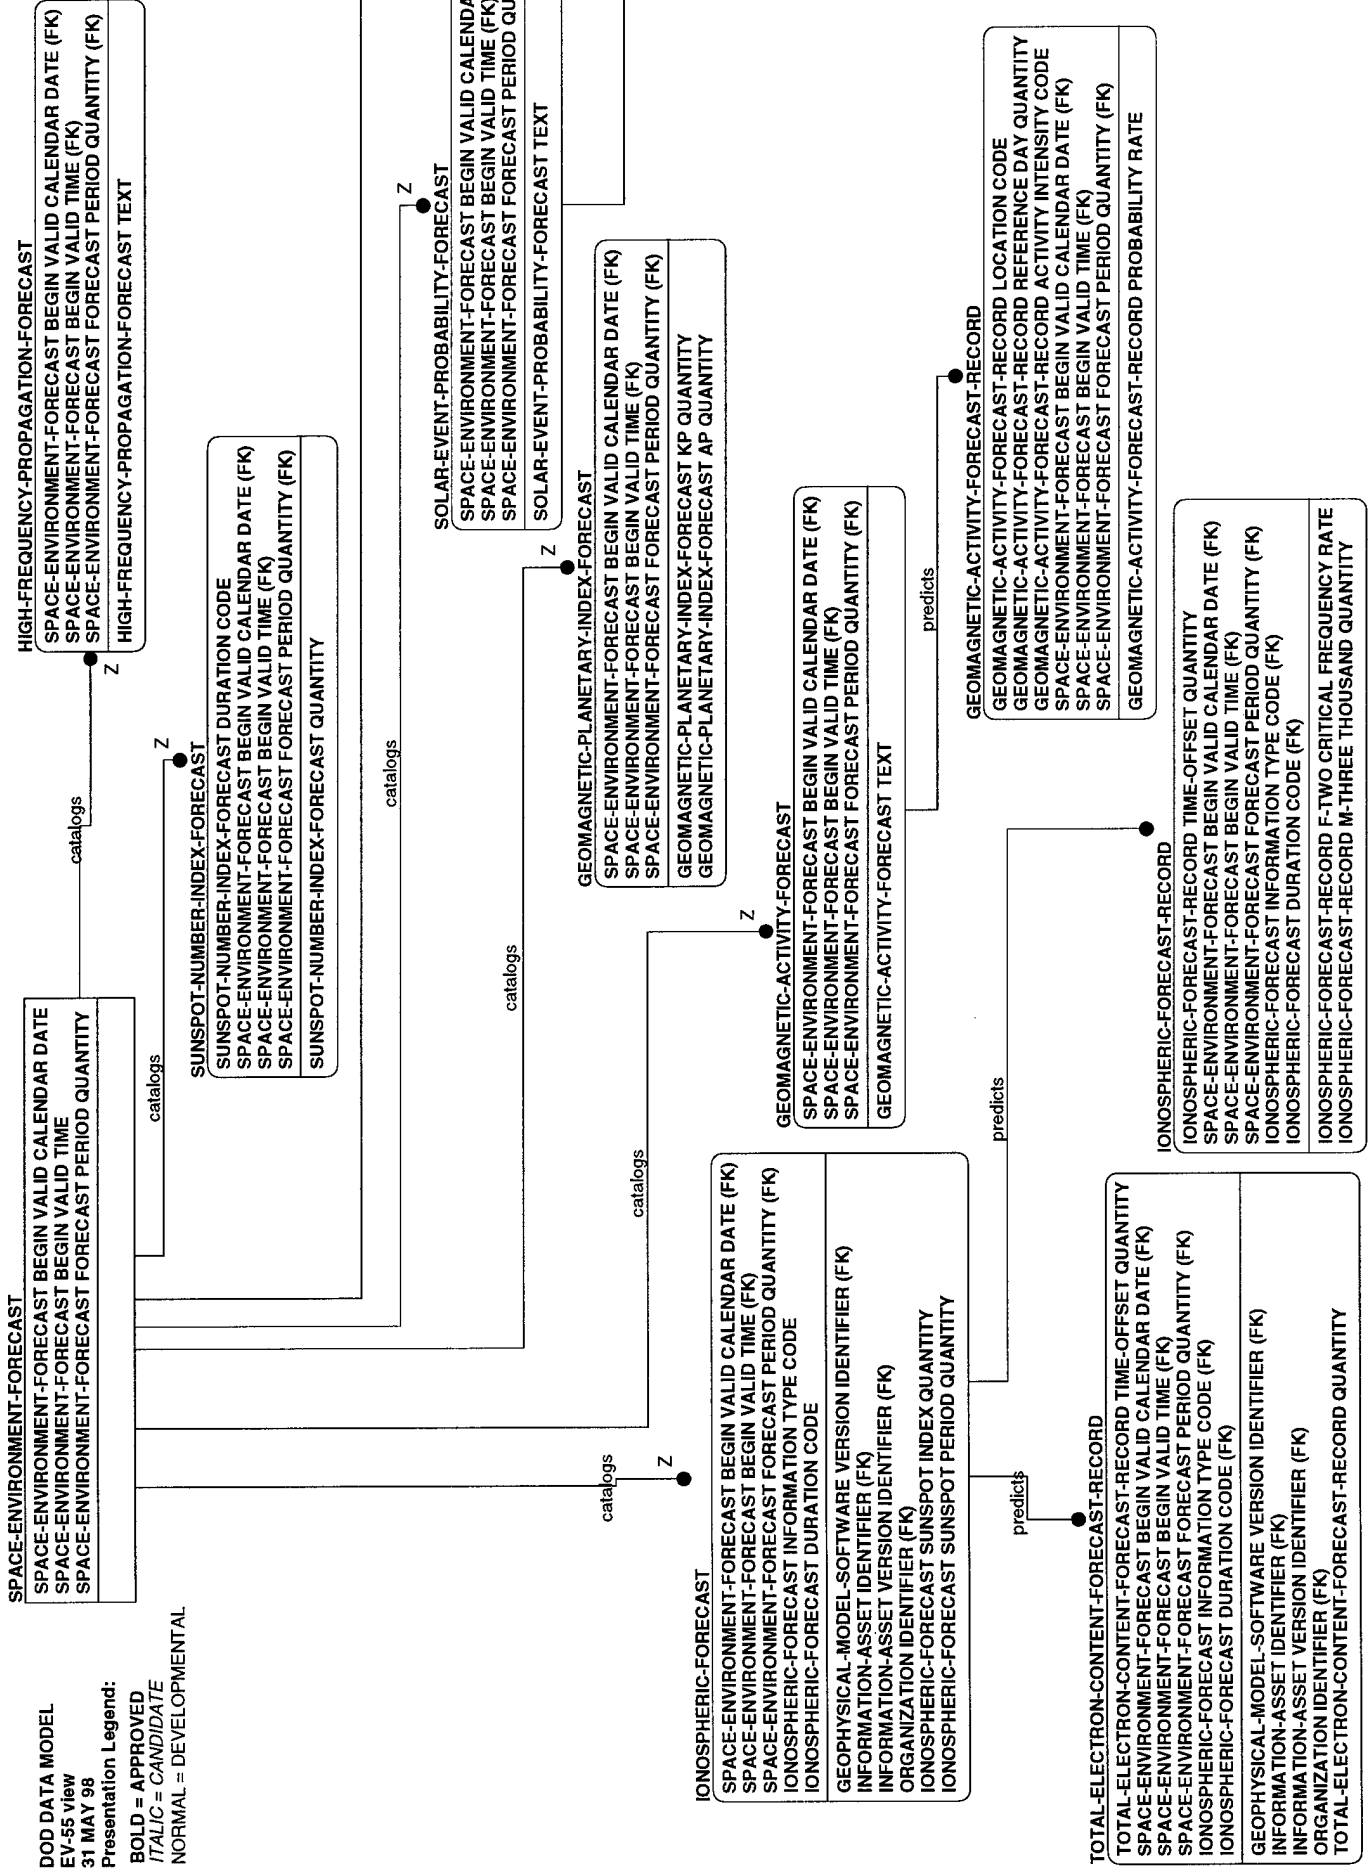 DOD DATA MODEL
EV-55 view
31 MAY 98
Presentation Legend:
BOLD = APPROVED
ITALIC = CANDIDATE
NORMAL = DEVELOPMENTAL
SPACE-ENVIRONMENT-FORECAST
SPACE-ENVIRONMENT-FORECAST BEGIN VALID CALENDAR DATE
SPACE-ENVIRONMENT-FORECAST BEGIN VALID TIME
SPACE-ENVIRONMENT-FORECAST FORECAST PERIOD QUANTITY
catalogs
Z
HIGH-FREQUENCY-PROPAGATION-FORECAST
SPACE-ENVIRONMENT-FORECAST BEGIN VALID CALENDAR DATE (FK)
SPACE-ENVIRONMENT-FORECAST BEGIN VALID TIME (FK)
SPACE-ENVIRONMENT-FORECAST FORECAST PERIOD QUANTITY (FK)
HIGH-FREQUENCY-PROPAGATION-FORECAST TEXT
catalogs
Z
SUNSPOT-NUMBER-INDEX-FORECAST
SUNSPOT-NUMBER-INDEX-FORECAST DURATION CODE
SPACE-ENVIRONMENT-FORECAST BEGIN VALID CALENDAR DATE (FK)
SPACE-ENVIRONMENT-FORECAST BEGIN VALID TIME (FK)
SPACE-ENVIRONMENT-FORECAST FORECAST PERIOD QUANTITY (FK)
SUNSPOT-NUMBER-INDEX-FORECAST QUANTITY
catalogs
Z
SOLAR-EVENT-PROBABILITY-FORECAST
SPACE-ENVIRONMENT-FORECAST BEGIN VALID CALENDA
SPACE-ENVIRONMENT-FORECAST BEGIN VALID TIME (FK)
SPACE-ENVIRONMENT-FORECAST FORECAST PERIOD QU
SOLAR-EVENT-PROBABILITY-FORECAST TEXT
catalogs
Z
GEOMAGNETIC-PLANETARY-INDEX-FORECAST
SPACE-ENVIRONMENT-FORECAST BEGIN VALID CALENDAR DATE (FK)
SPACE-ENVIRONMENT-FORECAST BEGIN VALID TIME (FK)
SPACE-ENVIRONMENT-FORECAST FORECAST PERIOD QUANTITY (FK)
GEOMAGNETIC-PLANETARY-INDEX-FORECAST KP QUANTITY
GEOMAGNETIC-PLANETARY-INDEX-FORECAST AP QUANTITY
catalogs
Z
GEOMAGNETIC-ACTIVITY-FORECAST
SPACE-ENVIRONMENT-FORECAST BEGIN VALID CALENDAR DATE (FK)
SPACE-ENVIRONMENT-FORECAST BEGIN VALID TIME (FK)
SPACE-ENVIRONMENT-FORECAST FORECAST PERIOD QUANTITY (FK)
GEOMAGNETIC-ACTIVITY-FORECAST TEXT
predicts
GEOMAGNETIC-ACTIVITY-FORECAST-RECORD
GEOMAGNETIC-ACTIVITY-FORECAST-RECORD LOCATION CODE
GEOMAGNETIC-ACTIVITY-FORECAST-RECORD REFERENCE DAY QUANTITY
GEOMAGNETIC-ACTIVITY-FORECAST-RECORD ACTIVITY INTENSITY CODE
SPACE-ENVIRONMENT-FORECAST BEGIN VALID CALENDAR DATE (FK)
SPACE-ENVIRONMENT-FORECAST BEGIN VALID TIME (FK)
SPACE-ENVIRONMENT-FORECAST FORECAST PERIOD QUANTITY (FK)
GEOMAGNETIC-ACTIVITY-FORECAST-RECORD PROBABILITY RATE
catalogs
Z
IONOSPHERIC-FORECAST
SPACE-ENVIRONMENT-FORECAST BEGIN VALID CALENDAR DATE (FK)
SPACE-ENVIRONMENT-FORECAST BEGIN VALID TIME (FK)
SPACE-ENVIRONMENT-FORECAST FORECAST PERIOD QUANTITY (FK)
IONOSPHERIC-FORECAST INFORMATION TYPE CODE
IONOSPHERIC-FORECAST DURATION CODE
GEOPHYSICAL-MODEL-SOFTWARE VERSION IDENTIFIER (FK)
INFORMATION-ASSET IDENTIFIER (FK)
INFORMATION-ASSET VERSION IDENTIFIER (FK)
ORGANIZATION IDENTIFIER (FK)
IONOSPHERIC-FORECAST SUNSPOT INDEX QUANTITY
IONOSPHERIC-FORECAST SUNSPOT PERIOD QUANTITY
predicts
IONOSPHERIC-FORECAST-RECORD
IONOSPHERIC-FORECAST-RECORD TIME-OFFSET QUANTITY
SPACE-ENVIRONMENT-FORECAST BEGIN VALID CALENDAR DATE (FK)
SPACE-ENVIRONMENT-FORECAST BEGIN VALID TIME (FK)
SPACE-ENVIRONMENT-FORECAST FORECAST PERIOD QUANTITY (FK)
IONOSPHERIC-FORECAST INFORMATION TYPE CODE (FK)
IONOSPHERIC-FORECAST DURATION CODE (FK)
IONOSPHERIC-FORECAST-RECORD F-TWO CRITICAL FREQUENCY RATE
IONOSPHERIC-FORECAST-RECORD M-THREE THOUSAND QUANTITY
predicts
TOTAL-ELECTRON-CONTENT-FORECAST-RECORD
TOTAL-ELECTRON-CONTENT-FORECAST-RECORD TIME-OFFSET QUANTITY
SPACE-ENVIRONMENT-FORECAST BEGIN VALID CALENDAR DATE (FK)
SPACE-ENVIRONMENT-FORECAST BEGIN VALID TIME (FK)
SPACE-ENVIRONMENT-FORECAST FORECAST PERIOD QUANTITY (FK)
IONOSPHERIC-FORECAST INFORMATION TYPE CODE (FK)
IONOSPHERIC-FORECAST DURATION CODE (FK)
GEOPHYSICAL-MODEL-SOFTWARE VERSION IDENTIFIER (FK)
INFORMATION-ASSET IDENTIFIER (FK)
INFORMATION-ASSET VERSION IDENTIFIER (FK)
ORGANIZATION IDENTIFIER (FK)
TOTAL-ELECTRON-CONTENT-FORECAST-RECORD QUANTITY